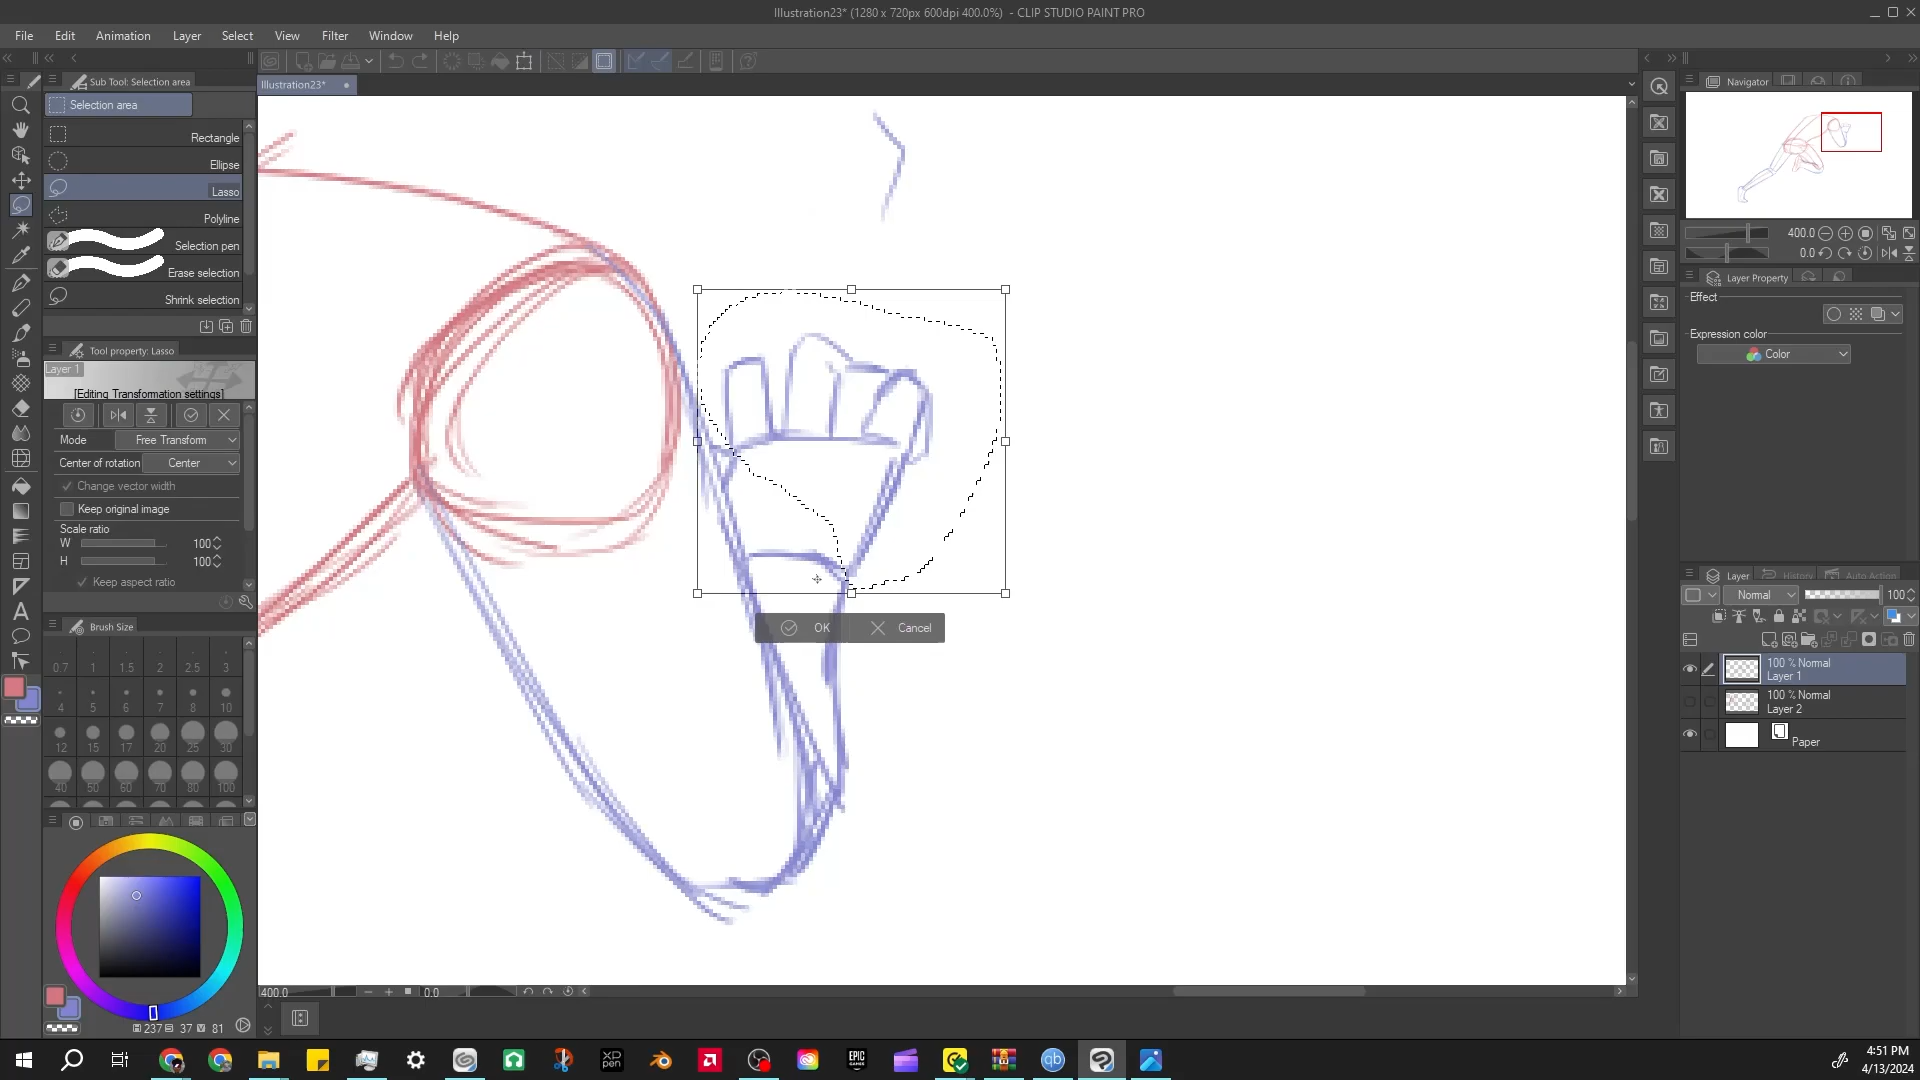 Illustration23* (1280 x 720px 600dpi 400.0%) - CLIP STUDIO PAINT PRO
File Edit Animation Layer Select View Filter Window Help
Sub Tool: Selection area
Illustration23*
Navigator
Selection area
Rectangle
Ellipse
Lasso
Polyline
Selection pen
Erase selection
Shrink selection
400.0
0.0
Layer Property
Effect
Expression color
Color
Tool property: Lasso
Layer 1
[Editing Transformation settings]
Mode Free Transform
Center of rotation Center
Change vector width
Keep original image
Scale ratio
W 100
H 100
Keep aspect ratio
OK Cancel
Layer History Auto Action
Normal 100
100 % Normal
Layer 1
100 % Normal
Layer 2
Paper
Brush Size
0.7 1 1.5 2 2.5 3
4 5 6 7 8 10
12 15 17 20 25 30
40 50 60 70 80 100
400.0 0.0
237 37 81
XP
pen
EPIC
GAMES
qb
4:51 PM
4/13/2024